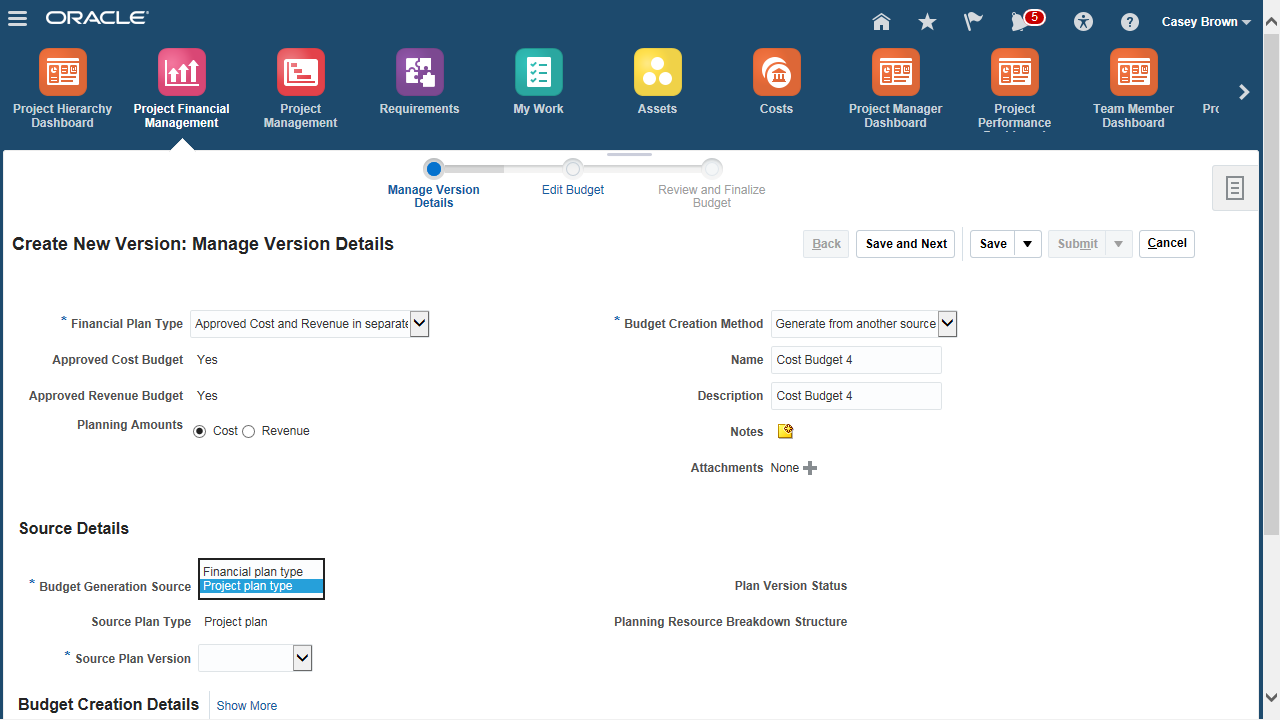 ORACLE
5
Casey Brown
Project Hierarchy
Dashboard
Project Financial
Management
Project
Management
Requirements
My Work
Assets
Costs
Project Manager
Dashboard
Project
Performance
Team Member
Dashboard
Manage Version
Details
Edit Budget
Review and Finalize
Budget
Create New Version: Manage Version Details
Back
Save and Next
Save
Submit
Cancel
* Financial Plan Type Approved Cost and Revenue in separate
* Budget Creation Method Generate from another source
Approved Cost Budget Yes
Name Cost Budget 4
Approved Revenue Budget Yes
Description Cost Budget 4
Planning Amounts Cost Revenue
Notes
Attachments None
Source Details
* Budget Generation Source
Financial plan type
Project plan type
Plan Version Status
Source Plan Type Project plan
Planning Resource Breakdown Structure
* Source Plan Version
Budget Creation Details Show More